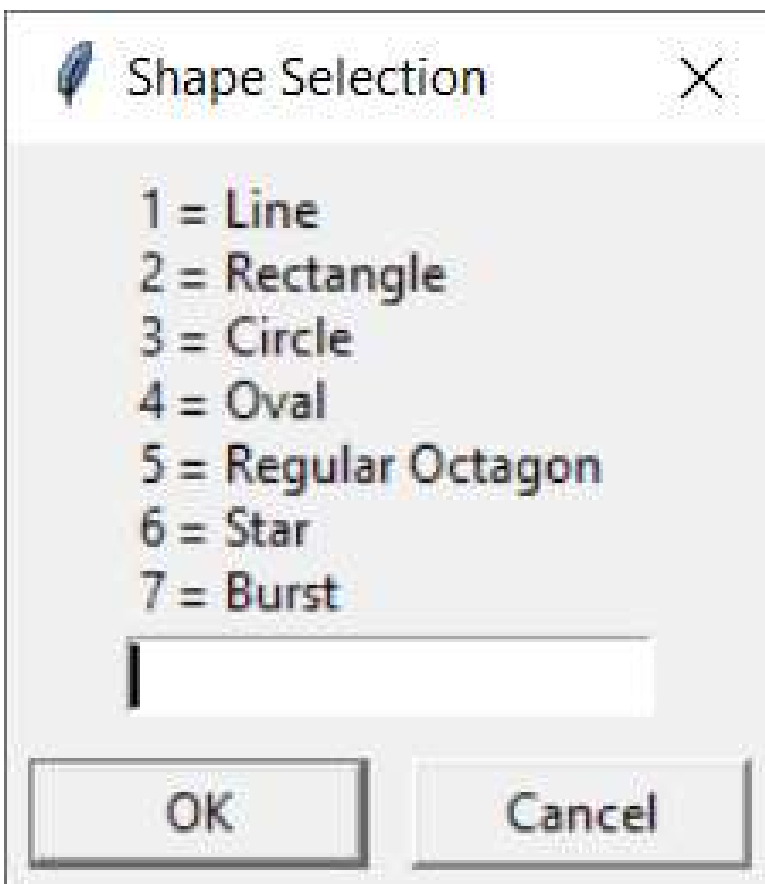 Shape Selection
1 = Line
2 = Rectangle
3 = Circle
4 = Oval
5 = Regular Octagon
6 = Star
7 = Burst
OK Cancel